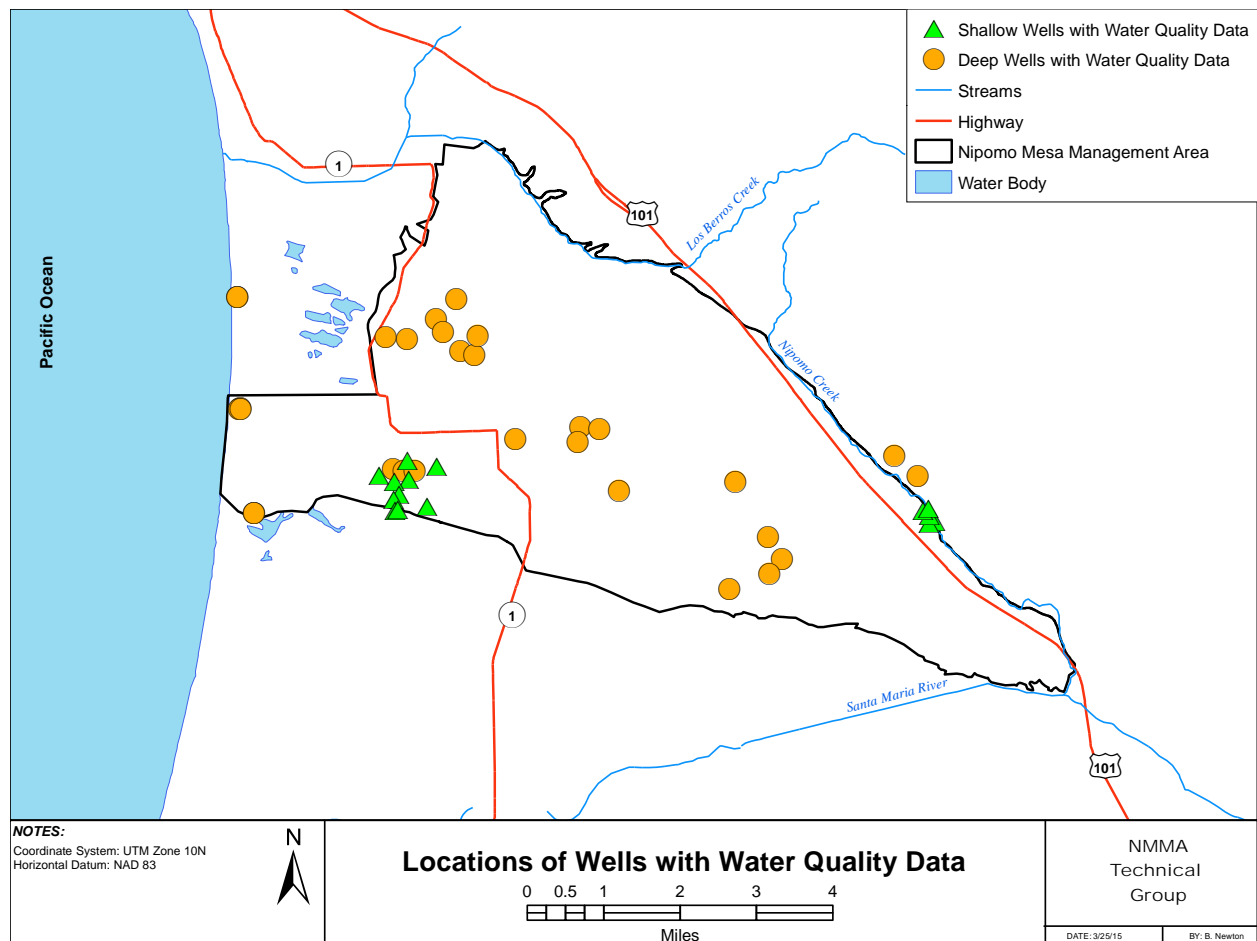 Shallow Wells with Water Quality Data
Deep Wells with Water Quality Data
Streams
Highway
Nipomo Mesa Management Area
Water Body
1
101
Los Berros Creek
Pacific Ocean
Nipomo Creek
1
Santa Maria River
101
NOTES:
Coordinate System: UTM Zone 10N
Horizontal Datum: NAD 83
N
Locations of Wells with Water Quality Data
0 0.5 1 2 3 4
Miles
NMMA
Technical
Group
DATE: 3/25/15 BY: B. Newton